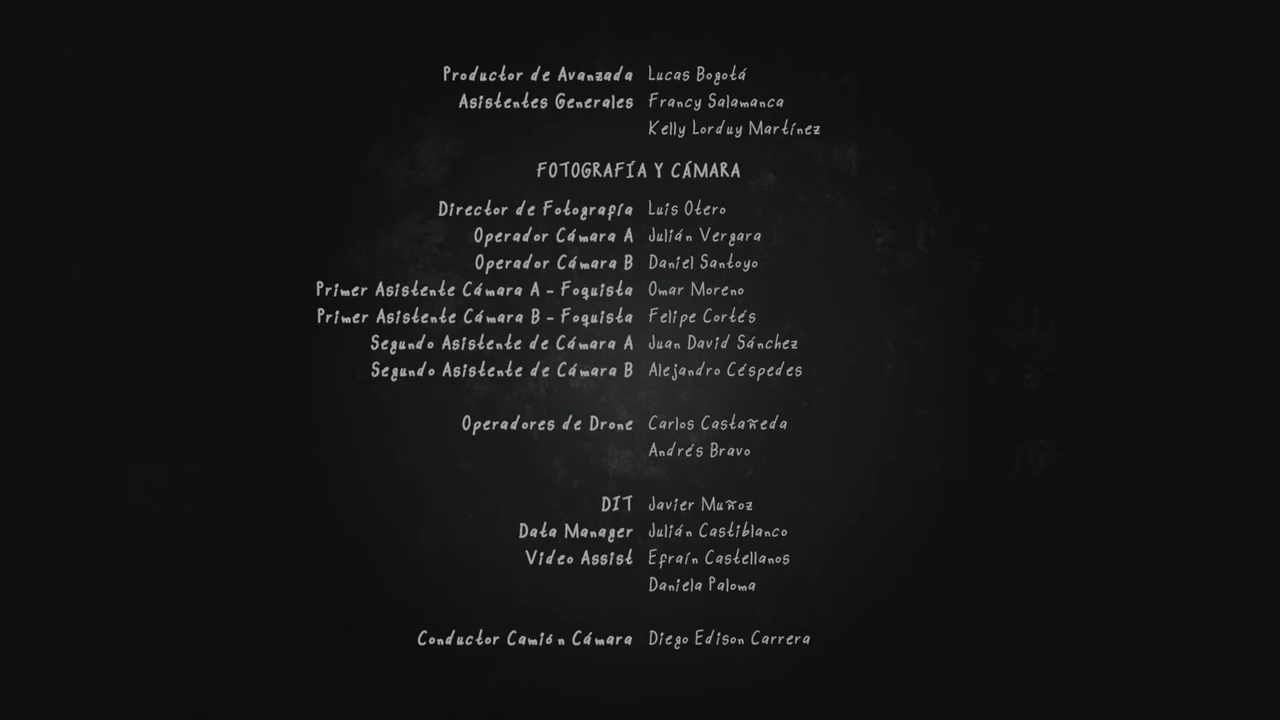 Productor de Avanzada Lucas Bogotá
Asistentes Generales Francy Salamanca
Kelly Lorduy Martínez
FOTOGRAFÍA Y CÁMARA
Director de Fotografía Luis Otero
Operador Cámara A Julián Vergara
Operador Cámara B Daniel Santoyo
Primer Asistente Cámara A - Foquista Omar Moreno
Primer Asistente Cámara B - Foquista Felipe Cortés
Segundo Asistente de Cámara A Juan David Sánchez
Segundo Asistente de Cámara B Alejandro Céspedes
Operadores de Drone Carlos Castañeda
Andrés Bravo
DIT Javier Muñoz
Data Manager Julián Castiblanco
Video Assist Efraín Castellanos
Daniela Paloma
Conductor Camión Cámara Diego Edison Carrera